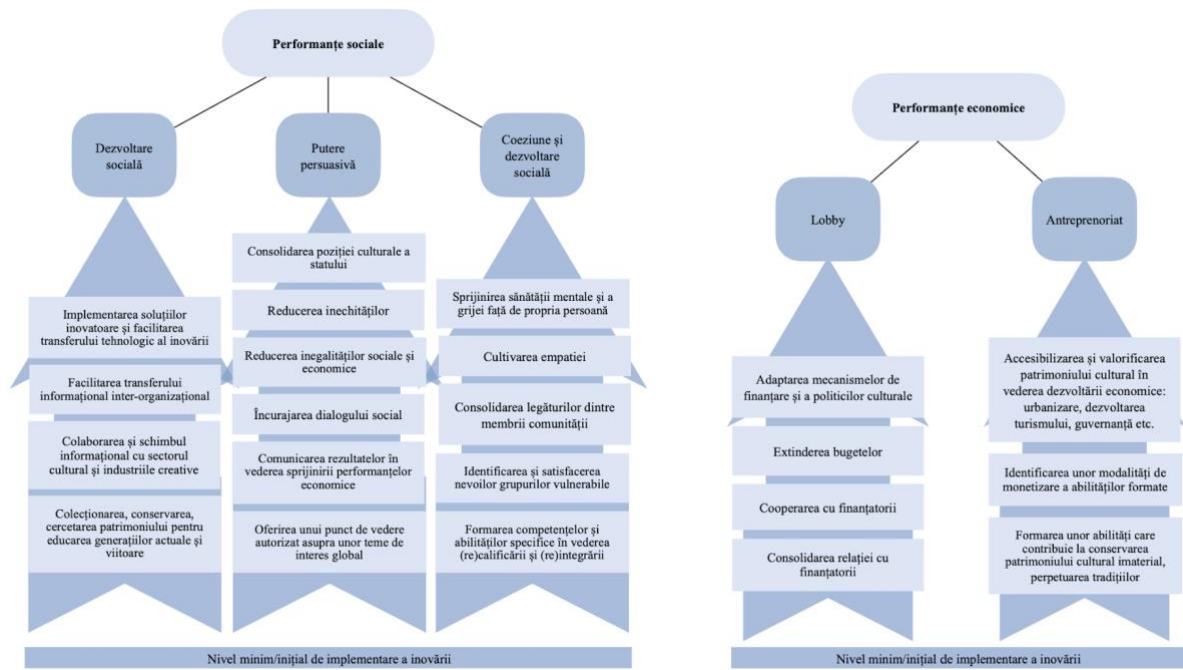 Performanțe sociale
Dezvoltare
socială
Putere
persuasivă
Coeziune și
dezvoltare
socială
Implementarea soluțiilor
inovatoare și facilitarea
transferului tehnologic al inovării
Facilitarea transferului
informațional inter-organizațional
Colaborarea și schimbul
informațional cu sectorul
cultural și industriile creative
Colecționarea, conservarea,
cercetarea patrimoniului pentru
educarea generațiilor actuale și
viitoare
Consolidarea poziției culturale a
statului
Reducerea inechităților
Reducerea inegalităților sociale și
economice
Încurajarea dialogului social
Comunicarea rezultatelor în
vederea sprijinirii performanțelor
economice
Oferirea unui punct de vedere
autorizat asupra unor teme de
interes global
Sprijinirea sănătății mentale și a
grijei față de propria persoană
Cultivarea empatiei
Consolidarea legăturilor dintre
membrii comunității
Identificarea și satisfacerea
nevoilor grupurilor vulnerabile
Formarea competențelor și
abilităților specifice în vederea
(re)calificării și (re)integrării
Nivel minim/inițial de implementare a inovării
Performanțe economice
Lobby
Antreprenoriat
Adaptarea mecanismelor de
finanțare și a politicilor culturale
Extinderea bugetelor
Cooperarea cu finanțatorii
Consolidarea relației cu
finanțatorii
Accesibilizarea și valorificarea
patrimoniului cultural în
vederea dezvoltării economice:
urbanizare, dezvoltarea
turismului, guvernanță etc.
Identificarea unor modalități de
monetizare a abilităților formate
Formarea unor abilități care
contribuie la conservarea
patrimoniului cultural imaterial,
perpetuarea tradițiilor
Nivel minim/inițial de implementare a inovării